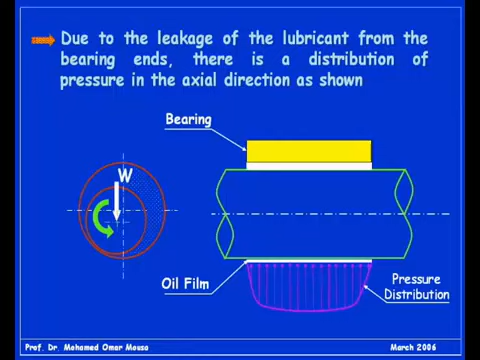 Due to the leakage of the lubricant from the
bearing ends, there is a distribution of
pressure in the axial direction as shown
Bearing
W
Oil Film
Pressure
Distribution
Prof. Dr. Mohamed Omar Mousa
March 2006